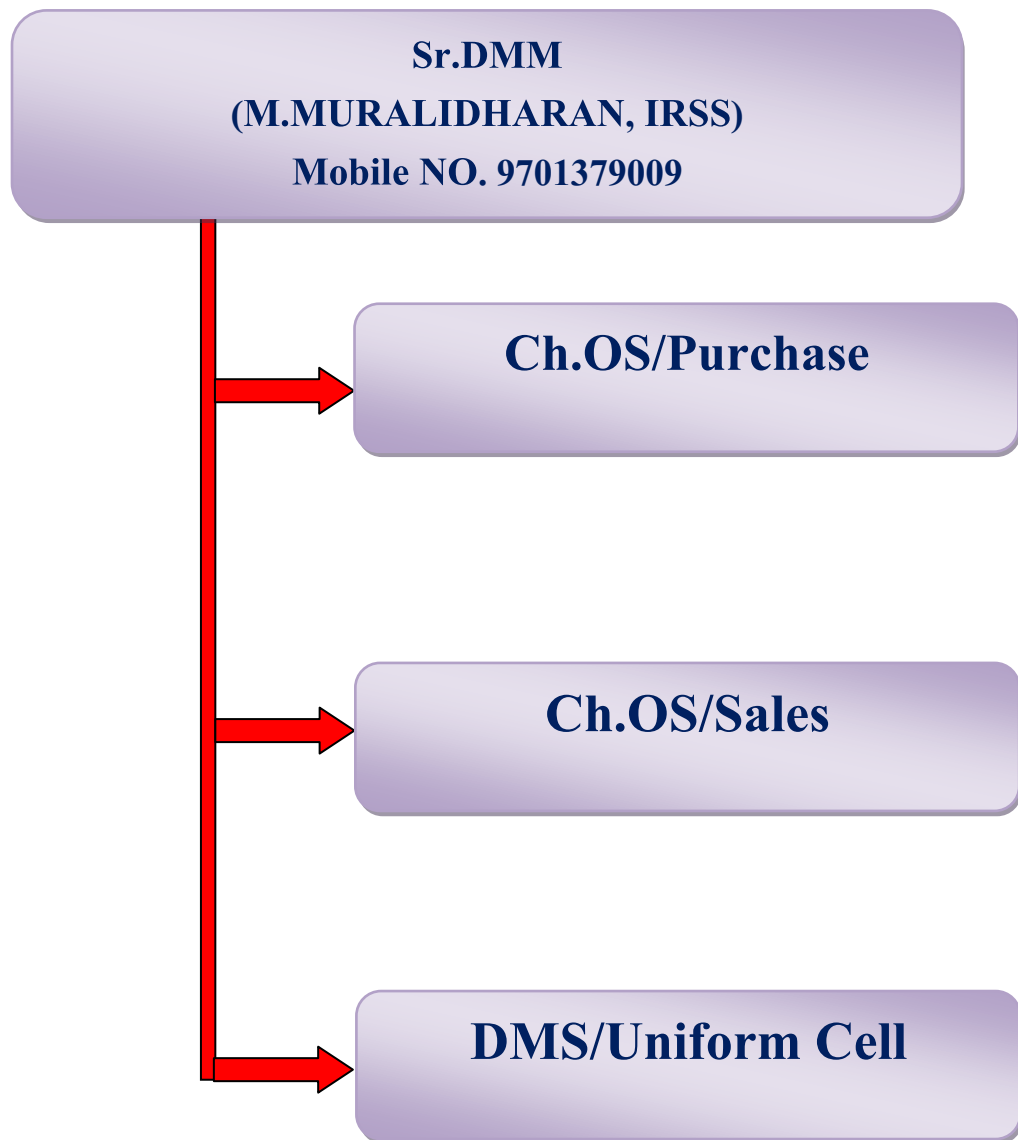 Sr.DMM
(M.MURALIDHARAN, IRSS)
Mobile NO. 9701379009
Ch.OS/Purchase
Ch.OS/Sales
DMS/Uniform Cell